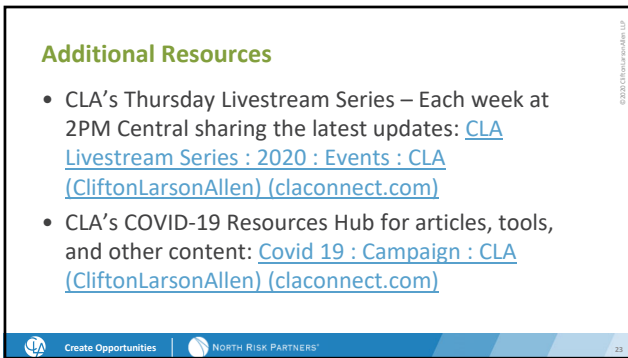 Additional Resources
• CLA's Thursday Livestream Series – Each week at
2PM Central sharing the latest updates: CLA
Livestream Series : 2020 : Events : CLA
(CliftonLarsonAllen) (claconnect.com)
• CLA's COVID-19 Resources Hub for articles, tools,
and other content: Covid 19 : Campaign : CLA
(CliftonLarsonAllen) (claconnect.com)
©2020 CliftonLarsonAllen LLP
CLA Create Opportunities NORTH RISK PARTNERS™ 23